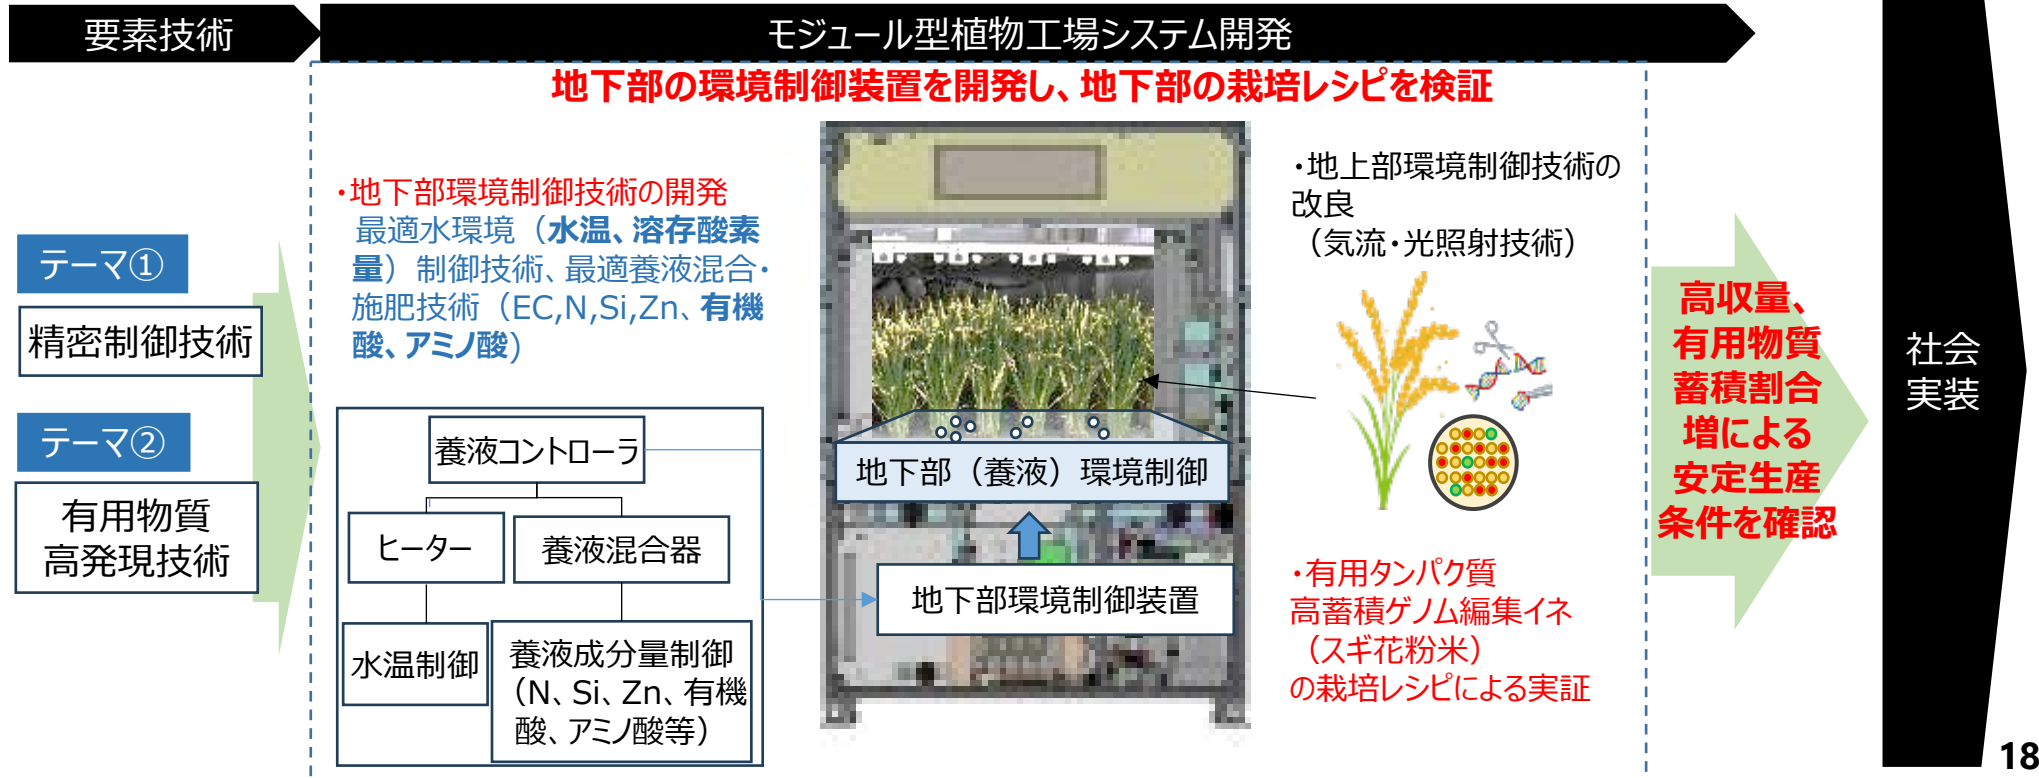 要素技術
モジュール型植物工場システム開発
地下部の環境制御装置を開発し、地下部の栽培レシピを検証
テーマ①
精密制御技術
テーマ②
有用物質
高発現技術
・地下部環境制御技術の開発
最適水環境（水温、溶存酸素
量）制御技術、最適養液混合・
施肥技術（EC,N,Si,Zn、有機
酸、アミノ酸)
養液コントローラ
ヒーター
養液混合器
水温制御
養液成分量制御
（N、Si、Zn、有機
酸、アミノ酸等）
地下部（養液）環境制御
地下部環境制御装置
・地上部環境制御技術の
改良
（気流・光照射技術）
・有用タンパク質
高蓄積ゲノム編集イネ
（スギ花粉米）
の栽培レシピによる実証
高収量、
有用物質
蓄積割合
増による
安定生産
条件を確認
社会
実装
18